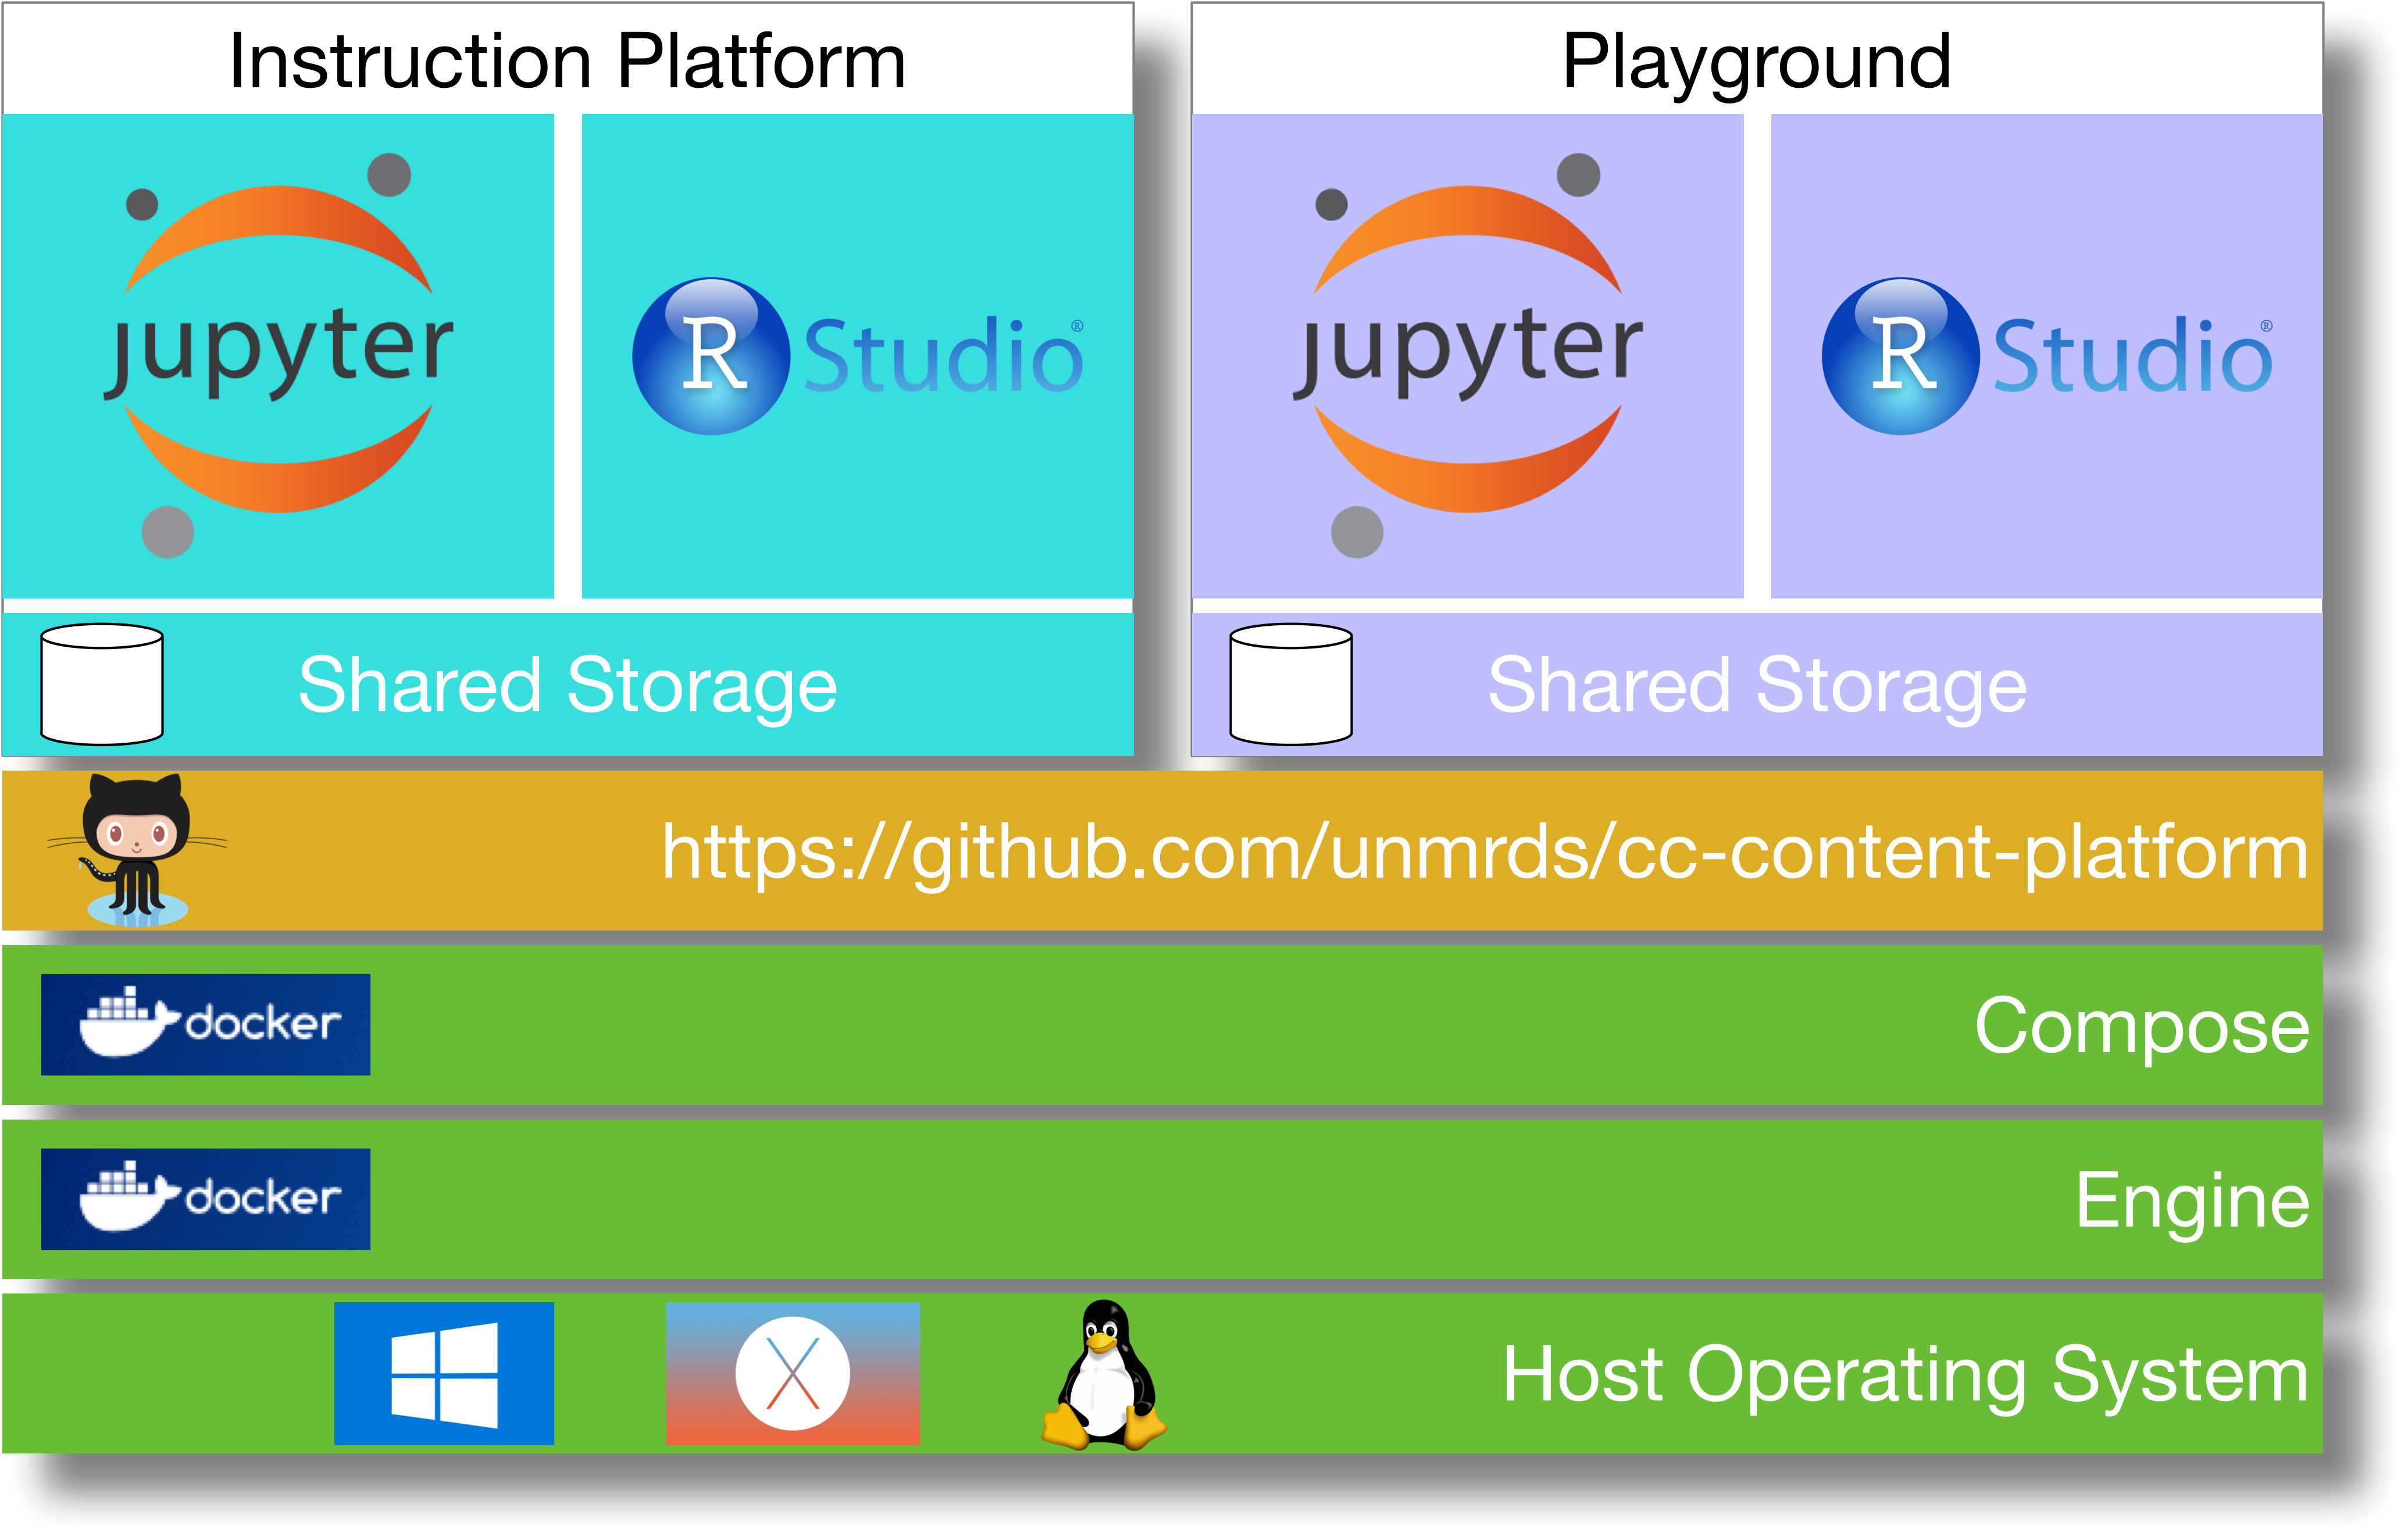 Instruction Platform
Playground
jupyter
R Studio®
jupyter
R Studio®
Shared Storage
Shared Storage
https://github.com/unmrds/cc-content-platform
docker
Compose
docker
Engine
Host Operating System